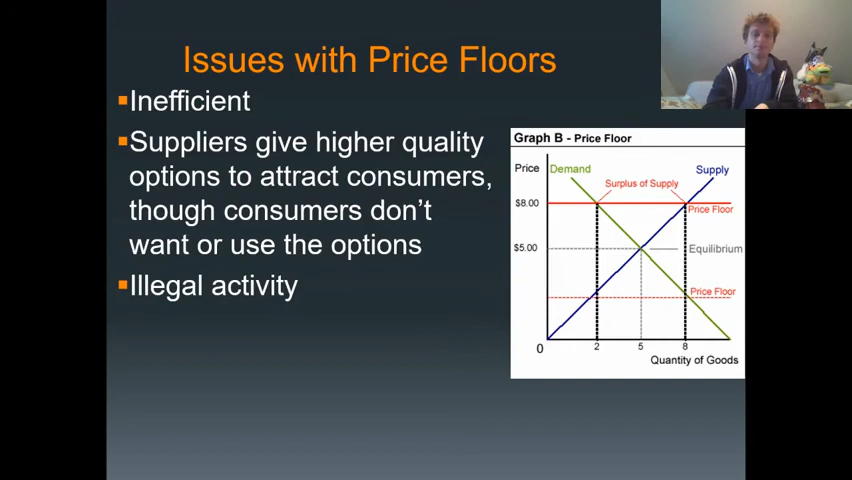 Issues with Price Floors
▪Inefficient
▪Suppliers give higher quality
options to attract consumers,
though consumers don't
want or use the options
▪Illegal activity
Graph B - Price Floor
Price
Demand
Supply
Surplus of Supply
$8.00
Price Floor
$5.00
Equilibrium
Price Floor
0
2
5
8
Quantity of Goods